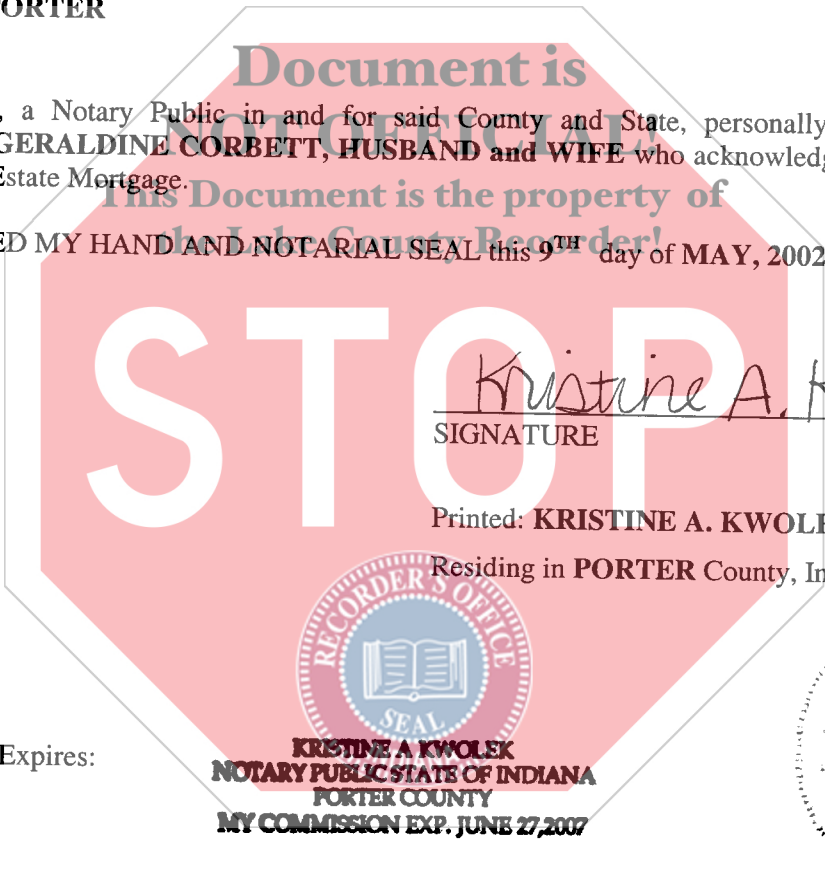 ORTER
Document is
, a Notary Public in and for said County and State, personally
NOT OFFICIAL!
GERALDINE CORBETT, HUSBAND and WIFE who acknowledg
Estate Mortgage.
This Document is the property of
ED MY HAND AND NOTARIAL SEAL this 9TH day of MAY, 2002
the Lake County Recorder!
STOP
Kristine A. K
SIGNATURE
Printed: KRISTINE A. KWOLE
Residing in PORTER County, In
RECORDER'S OFFICE
SEAL
Expires:
KRISTINE A KWOLEK
NOTARY PUBLIC STATE OF INDIANA
PORTER COUNTY
MY COMMISSION EXP. JUNE 27,2007